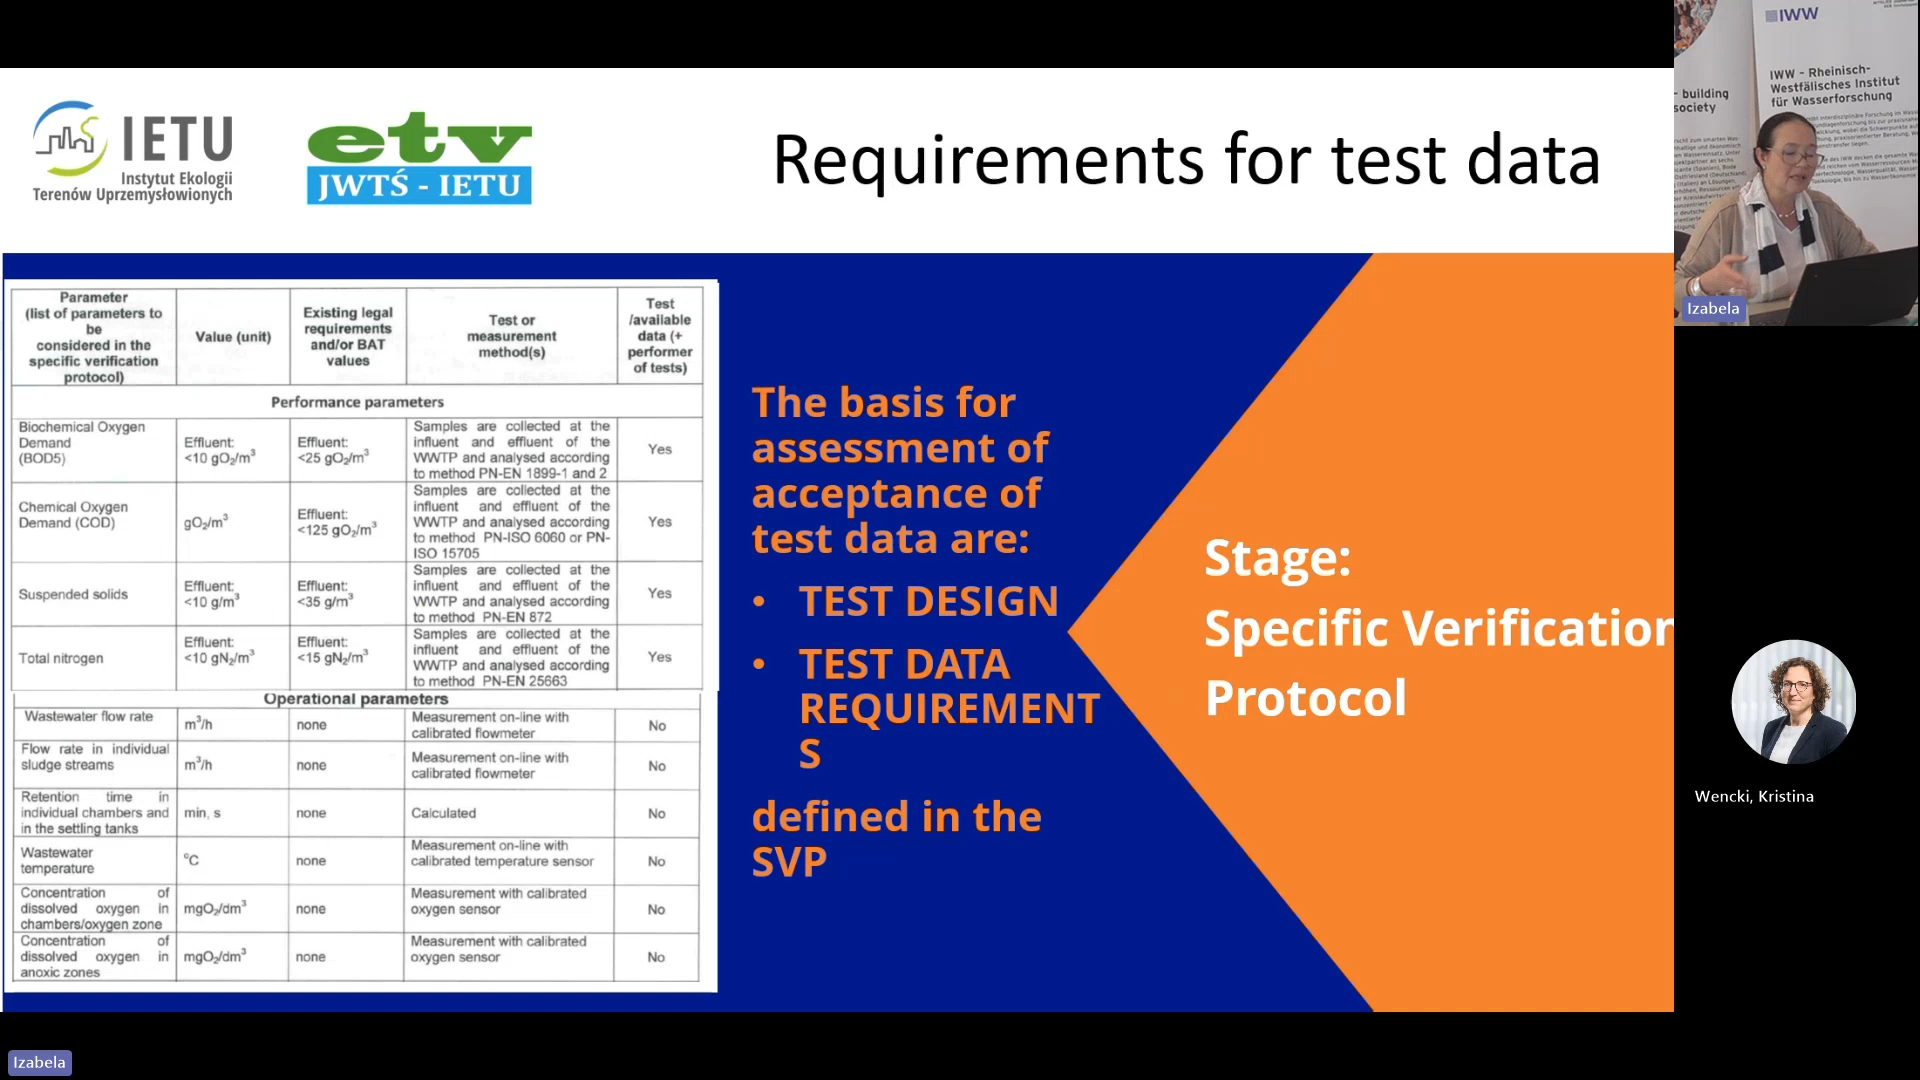 IETU
Instytut Ekologii
Terenów Uprzemysłowionych
etv
JWTŚ - IETU
Requirements for test data
Parameter
(list of parameters to
be
considered in the
specific verification
protocol)
Value (unit)
Existing legal
requirements
and/or BAT
values
Test or
measurement
method(s)
Test
/available
data (+
performer
of tests)
Performance parameters
Biochemical Oxygen
Demand
(BOD5)
Effluent:
<10 gO₂/m³
Effluent:
<25 gO₂/m³
Samples are collected at the
influent and effluent of the
WWTP and analysed according
to method PN-EN 1899-1 and 2
Yes
Chemical Oxygen
Demand (COD)
gO₂/m³
Effluent:
<125 gO₂/m³
Samples are collected at the
influent and effluent of the
WWTP and analysed according
to method PN-ISO 6060 or PN-
ISO 15705
Yes
Suspended solids
Effluent:
<10 g/m³
Effluent:
<35 g/m³
Samples are collected at the
influent and effluent of the
WWTP and analysed according
to method PN-EN 872
Yes
Total nitrogen
Effluent:
<10 gN₂/m³
Effluent:
<15 gN₂/m³
Samples are collected at the
influent and effluent of the
WWTP and analysed according
to method PN-EN 25663
Yes
Operational parameters
Wastewater flow rate
m³/h
none
Measurement on-line with
calibrated flowmeter
No
Flow rate in individual
sludge streams
m³/h
none
Measurement on-line with
calibrated flowmeter
No
Retention time in
individual chambers and
in the settling tanks
min, s
none
Calculated
No
Wastewater
temperature
°C
none
Measurement on-line with
calibrated temperature sensor
No
Concentration of
dissolved oxygen in
chambers/oxygen zone
mgO₂/dm³
none
Measurement with calibrated
oxygen sensor
No
Concentration of
dissolved oxygen in
anoxic zones
mgO₂/dm³
none
Measurement with calibrated
oxygen sensor
No
The basis for
assessment of
acceptance of
test data are:
• TEST DESIGN
• TEST DATA
REQUIREMENT
S
defined in the
SVP
Stage:
Specific Verification
Protocol
IWW
IWW - Rheinisch-
Westfälisches Institut
für Wasserforschung
- building
society
Izabela
Wencki, Kristina
Izabela